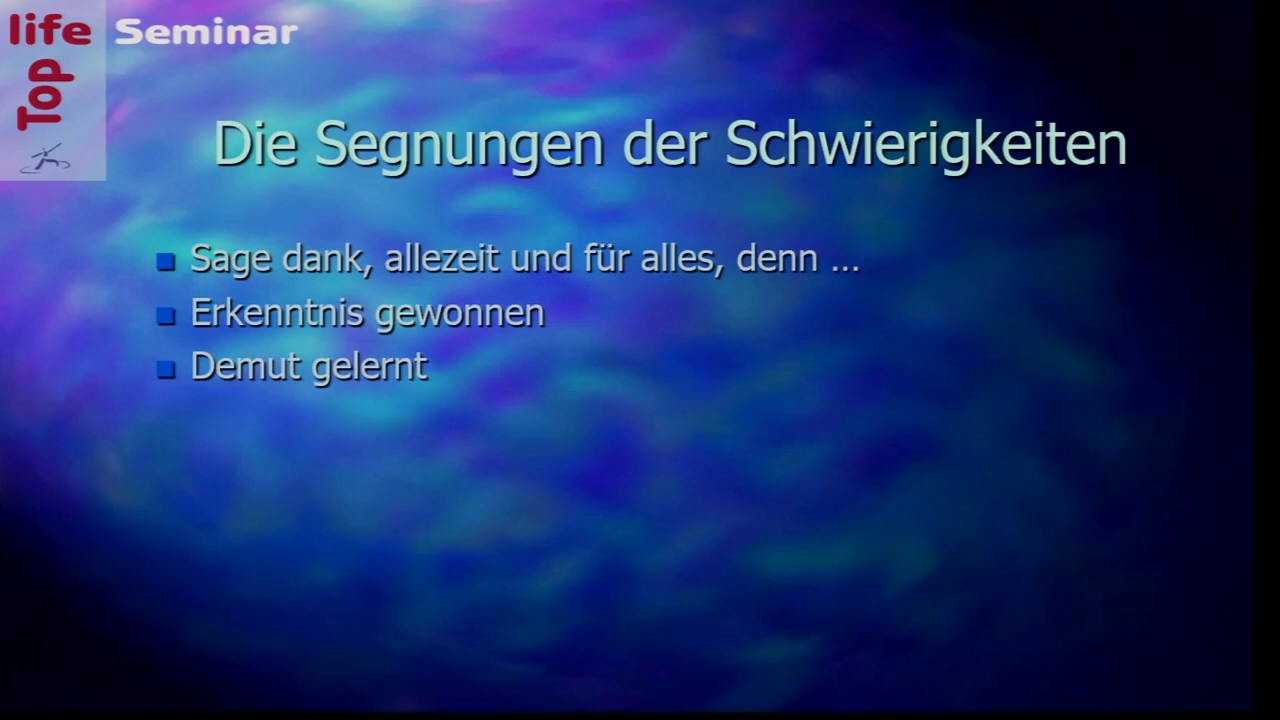 life Seminar
Top
Die Segnungen der Schwierigkeiten
Sage dank, allezeit und für alles, denn ...
Erkenntnis gewonnen
Demut gelernt